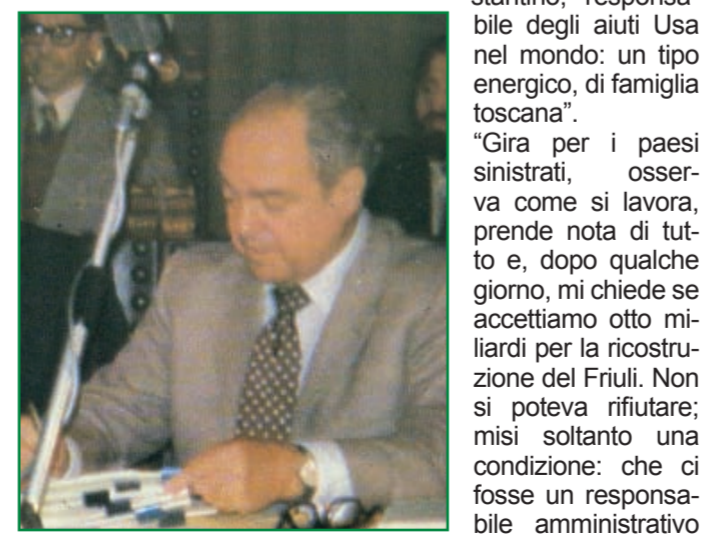 stantino, responsa-
bile degli aiuti Usa
nel mondo: un tipo
energico, di famiglia
toscana”.
“Gira per i paesi
sinistrati, osser-
va come si lavora,
prende nota di tut-
to e, dopo qualche
giorno, mi chiede se
accettiamo otto mi-
liardi per la ricostru-
zione del Friuli. Non
si poteva rifiutare;
misi soltanto una
condizione: che ci
fosse un responsa-
bile amministrativo